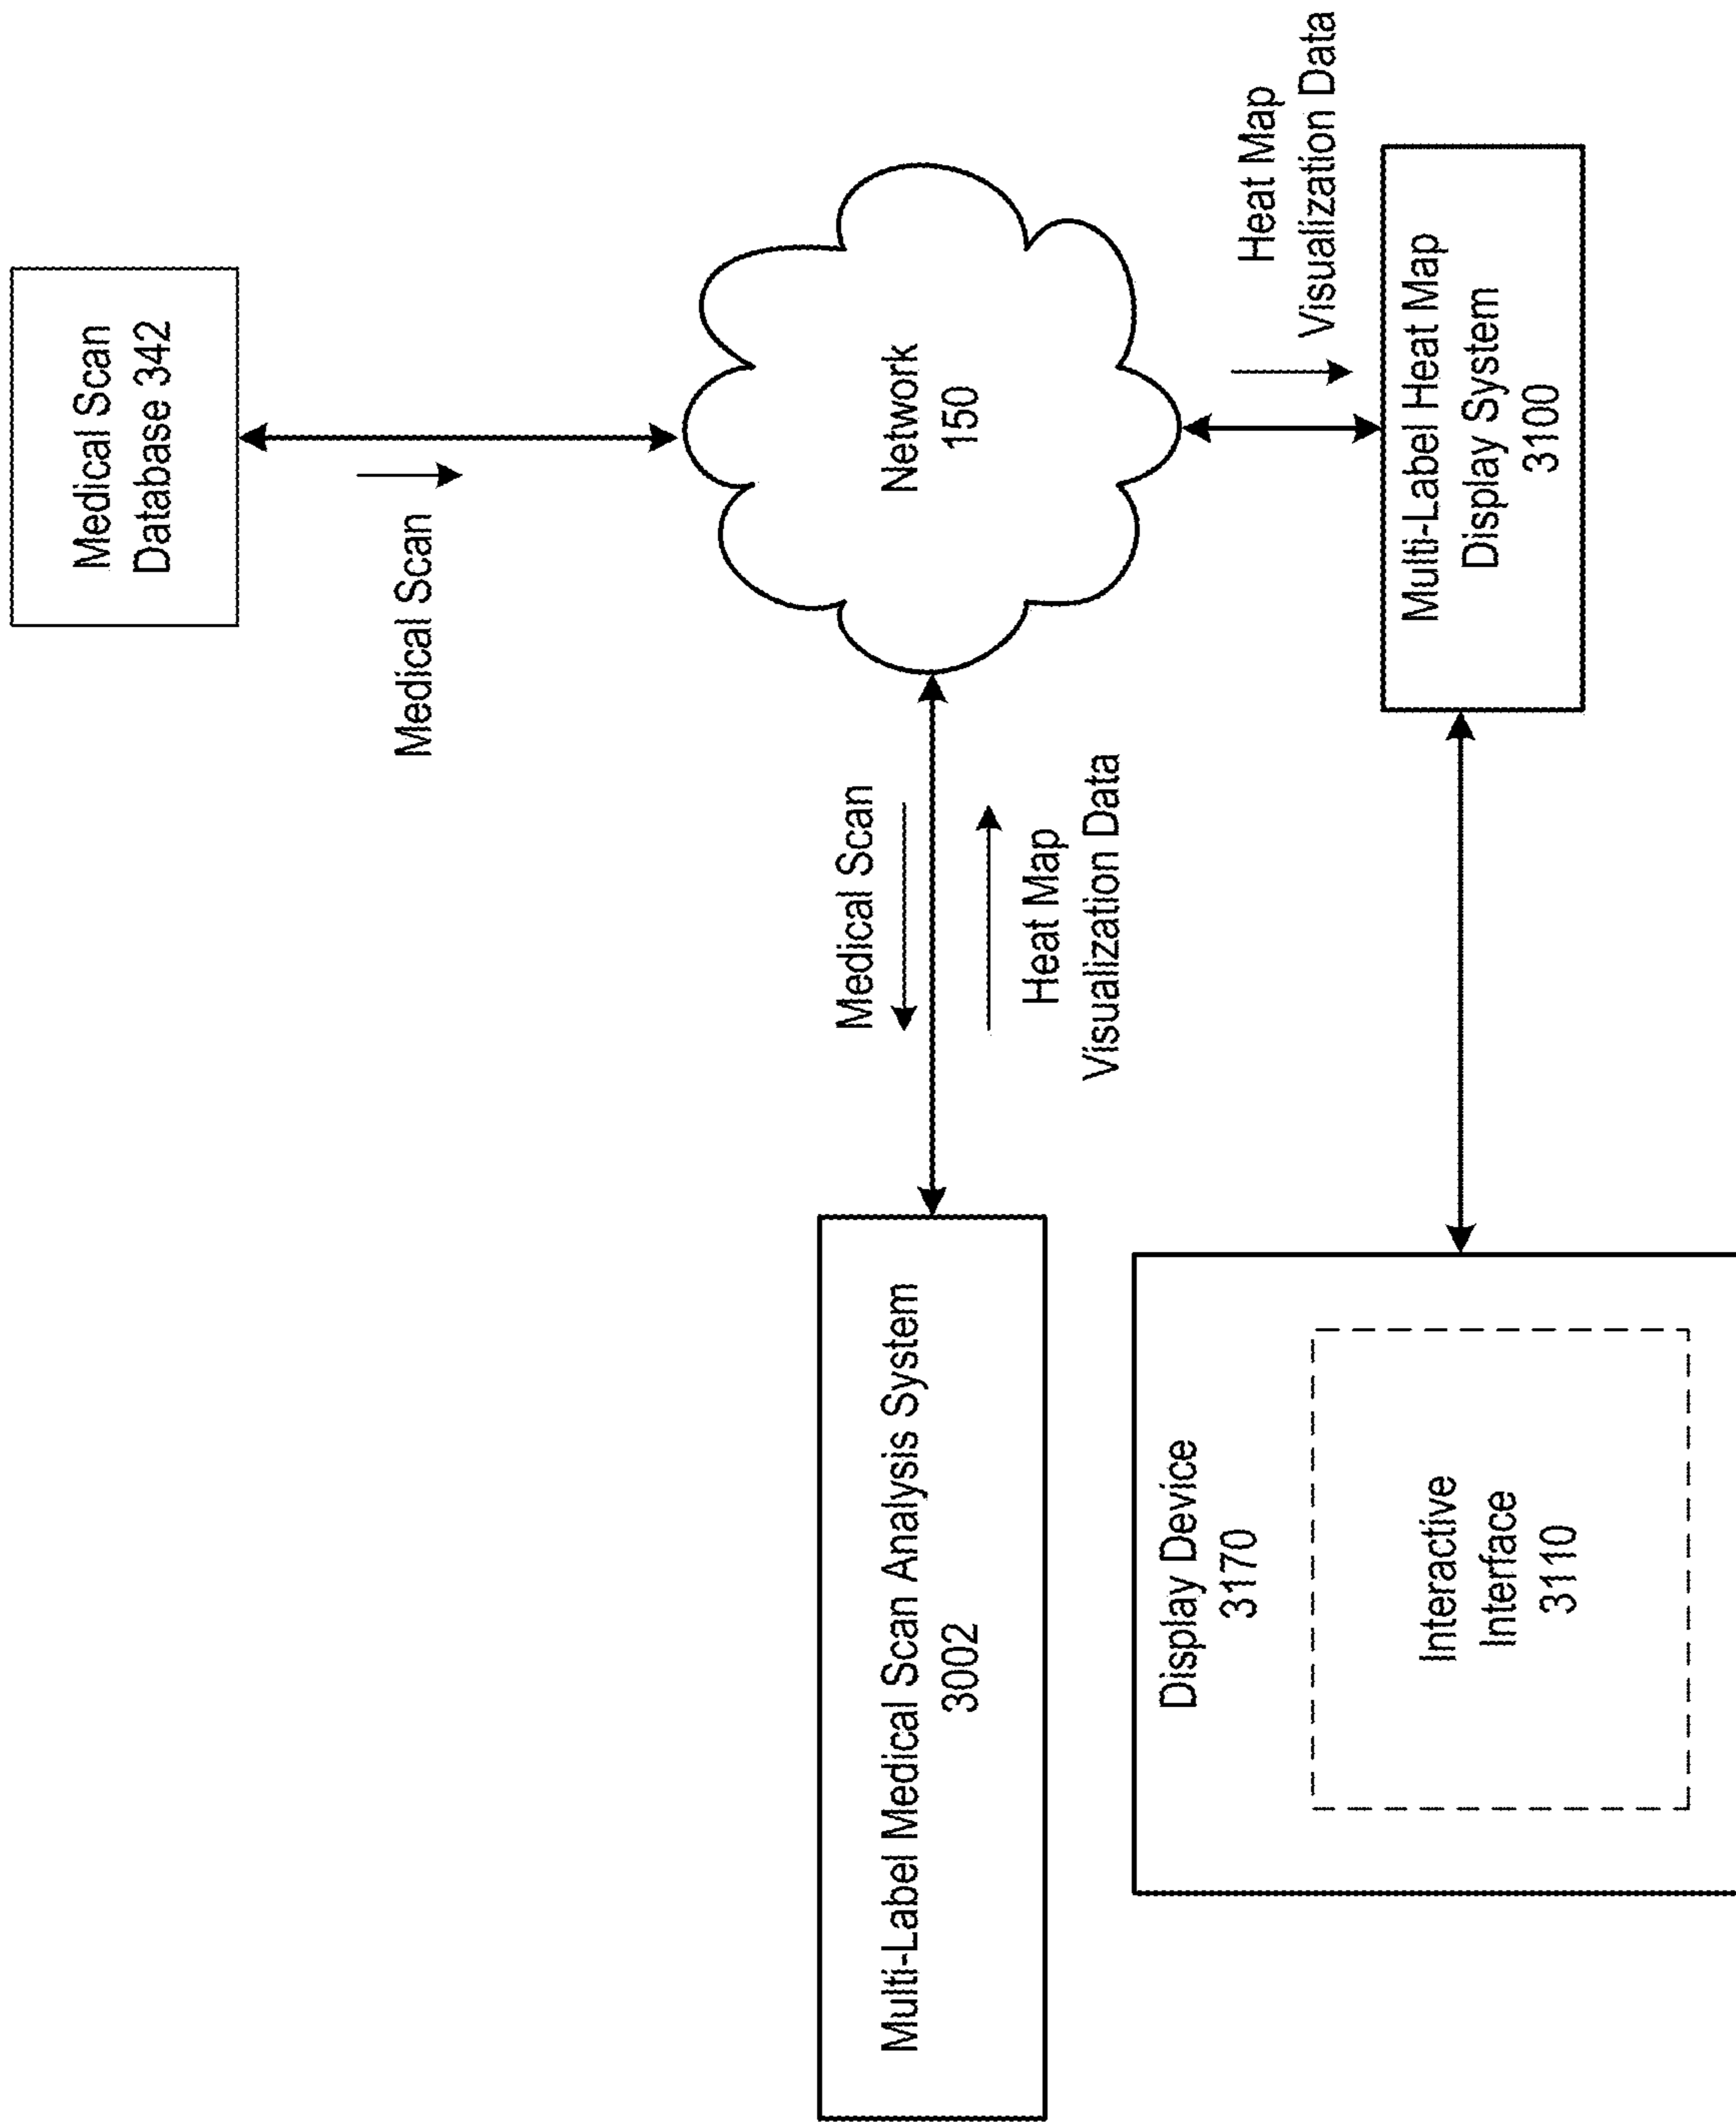 Medical Scan
Database 342
Medical Scan
Network
150
Medical Scan
Heat Map
Visualization Data
Heat Map
Visualization Data
Multi-Label Medical Scan Analysis System
3002
Multi-Label Heat Map
Display System
3100
Display Device
3170
Interactive
Interface
3110